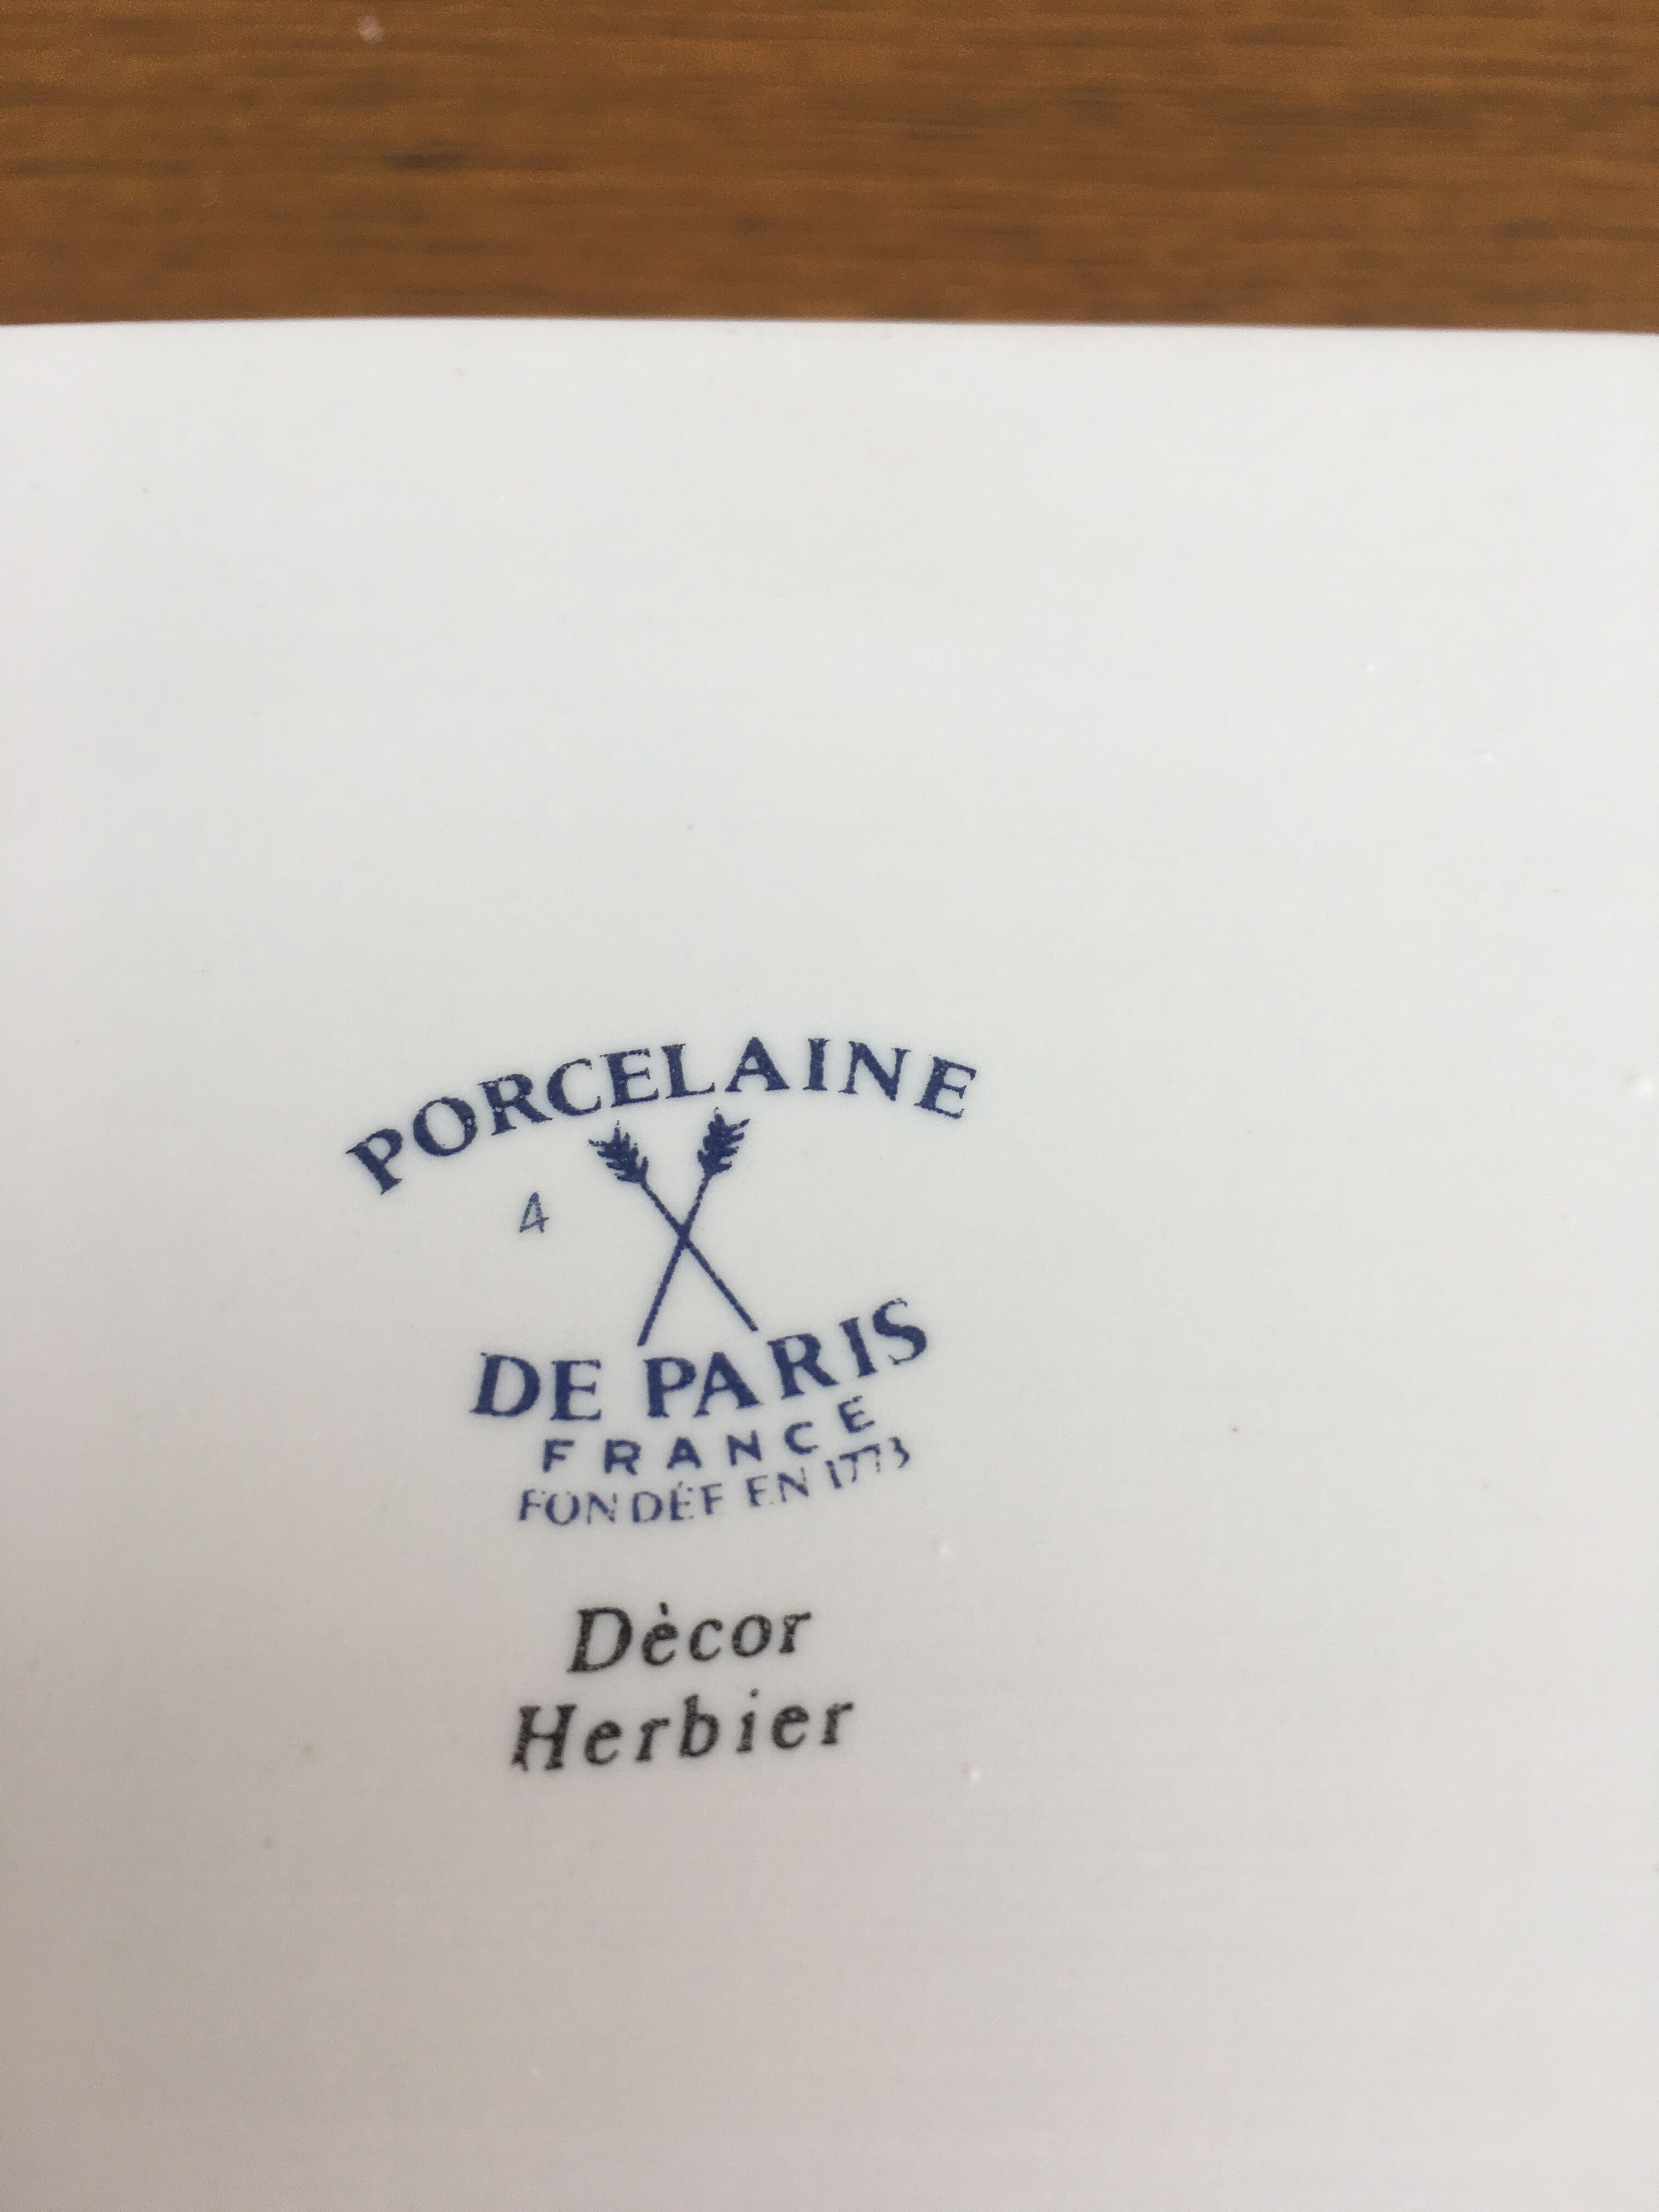 PORCELAINE
4
DE PARIS
FRANCE
FONDÉE EN 1773
Dècor
Herbier